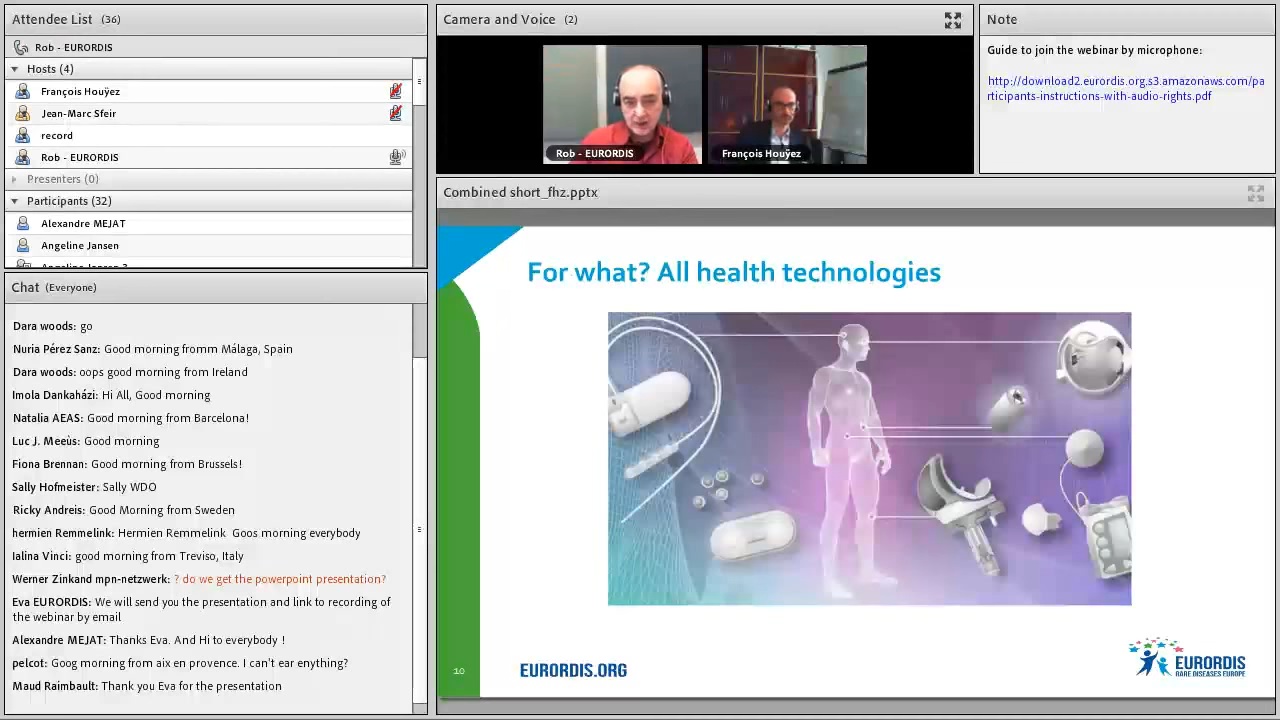 Attendee List (36)
Rob - EURORDIS
Hosts (4)
François Houÿez
Jean-Marc Sfeir
record
Rob - EURORDIS
Presenters (0)
Participants (32)
Alexandre MEJAT
Angeline Jansen
Chat (Everyone)
Dara woods: go
Nuria Pérez Sanz: Good morning fromm Málaga, Spain
Dara woods: oops good morning from Ireland
Imola Dankaházi: Hi All, Good morning
Natalia AEAS: Good morning from Barcelona!
Luc J. Meeùs: Good morning
Fiona Brennan: Good morning from Brussels!
Sally Hofmeister: Sally WDO
Ricky Andreis: Good Morning from Sweden
hermien Remmelink: Hermien Remmelink Goos morning everybody
Ialina Vinci: good morning from Treviso, Italy
Werner Zinkand mpn-netzwerk: ? do we get the powerpoint presentation?
Eva EURORDIS: We will send you the presentation and link to recording of
the webinar by email
Alexandre MEJAT: Thanks Eva. And Hi to everybody !
pelcot: Goog morning from aix en provence. I can't ear enything?
Maud Raimbault: Thank you Eva for the presentation
Camera and Voice (2)
Rob - EURORDIS
François Houÿez
Note
Guide to join the webinar by microphone:
http://download2.eurordis.org.s3.amazonaws.com/pa
rticipants-instructions-with-audio-rights.pdf
Combined short_fhz.pptx
For what? All health technologies
10
EURORDIS.ORG
EURORDIS
RARE DISEASES EUROPE